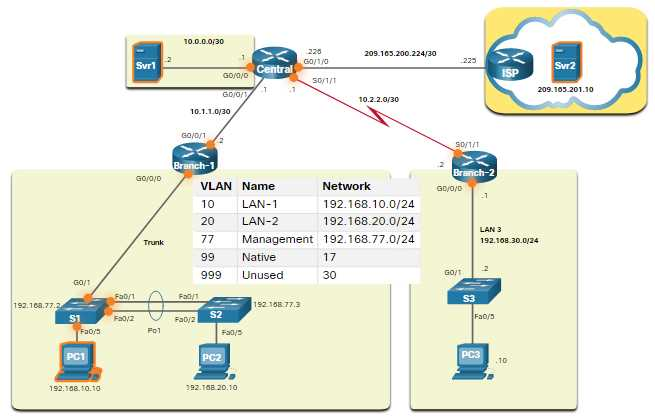 10.0.0.0/30
Svr1
.2
.1
G0/0/0
Central
.226
G0/1/0
209.165.200.224/30
.225
ISP
Svr2
209.165.201.10
S0/1/1
.1
G0/0/1
.1
10.2.2.0/30
10.1.1.0/30
G0/0/1
.2
Branch-1
G0/0/0
S0/1/1
.2
Branch-2
G0/0/0
.1
VLAN Name Network
10 LAN-1 192.168.10.0/24
20 LAN-2 192.168.20.0/24
77 Management 192.168.77.0/24
99 Native 17
999 Unused 30
Trunk
LAN 3
192.168.30.0/24
G0/1
192.168.77.2
S1
Fa0/1
Fa0/1
Fa0/2
Fa0/2
Po1
S2
192.168.77.3
Fa0/5
Fa0/5
PC1
192.168.10.10
PC2
192.168.20.10
G0/1
.2
S3
Fa0/5
PC3
.10